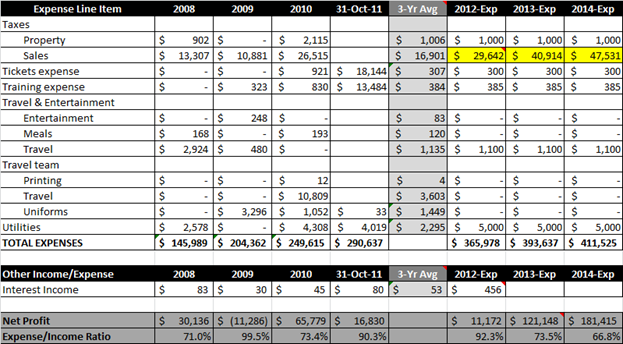 Expense Line Item 2008 2009 2010 31-Oct-11 3-Yr Avg 2012-Exp 2013-Exp 2014-Exp
Taxes
Property $ 902 $ - $ 2,115 $ 1,006 $ 1,000 $ 1,000 $ 1,000
Sales $ 13,307 $ 10,881 $ 26,515 $ 16,901 $ 29,642 $ 40,914 $ 47,531
Tickets expense $ - $ - $ 921 $ 18,144 $ 307 $ 300 $ 300 $ 300
Training expense $ - $ 323 $ 830 $ 13,484 $ 384 $ 385 $ 385 $ 385
Travel & Entertainment
Entertainment $ - $ 248 $ - $ 83 $ - $ - $ -
Meals $ 168 $ - $ 193 $ 120 $ - $ - $ -
Travel $ 2,924 $ 480 $ - $ 1,135 $ 1,100 $ 1,100 $ 1,100
Travel team
Printing $ - $ - $ 12 $ 4 $ - $ - $ -
Travel $ - $ - $ 10,809 $ 3,603 $ - $ - $ -
Uniforms $ - $ 3,296 $ 1,052 $ 33 $ 1,449 $ - $ - $ -
Utilities $ 2,578 $ - $ 4,308 $ 4,019 $ 2,295 $ 5,000 $ 5,000 $ 5,000
TOTAL EXPENSES $ 145,989 $ 204,362 $ 249,615 $ 290,637 $ 365,978 $ 393,637 $ 411,525
Other Income/Expense 2008 2009 2010 31-Oct-11 3-Yr Avg 2012-Exp 2013-Exp 2014-Exp
Interest Income $ 83 $ 30 $ 45 $ 80 $ 53 $ 456
Net Profit $ 30,136 $ (11,286) $ 65,779 $ 16,830 $ 11,172 $ 121,148 $ 181,415
Expense/Income Ratio 71.0% 99.5% 73.4% 90.3% 92.3% 73.5% 66.8%